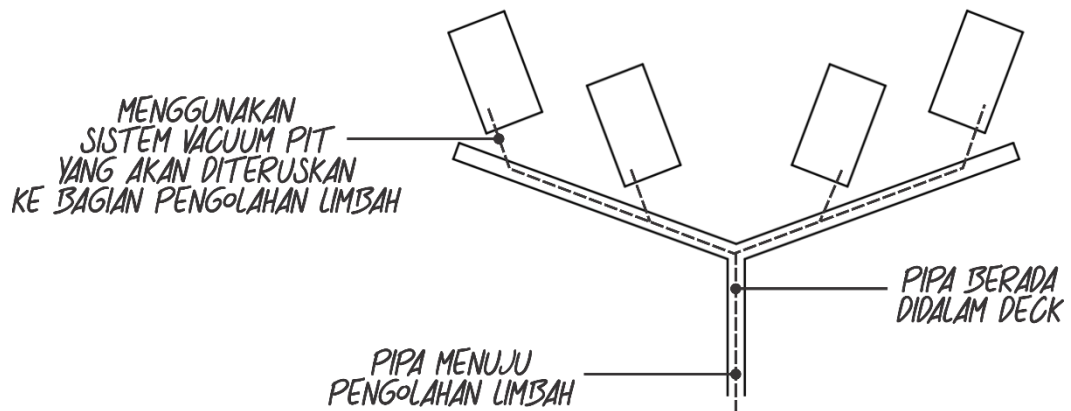 MENGGUNAKAN
SISTEM VACUUM PIT
YANG AKAN DITERUSKAN
KE BAGIAN PENGOLAHAN LIMBAH
PIPA BERADA
DIDALAM DECK
PIPA MENUJU
PENGOLAHAN LIMBAH